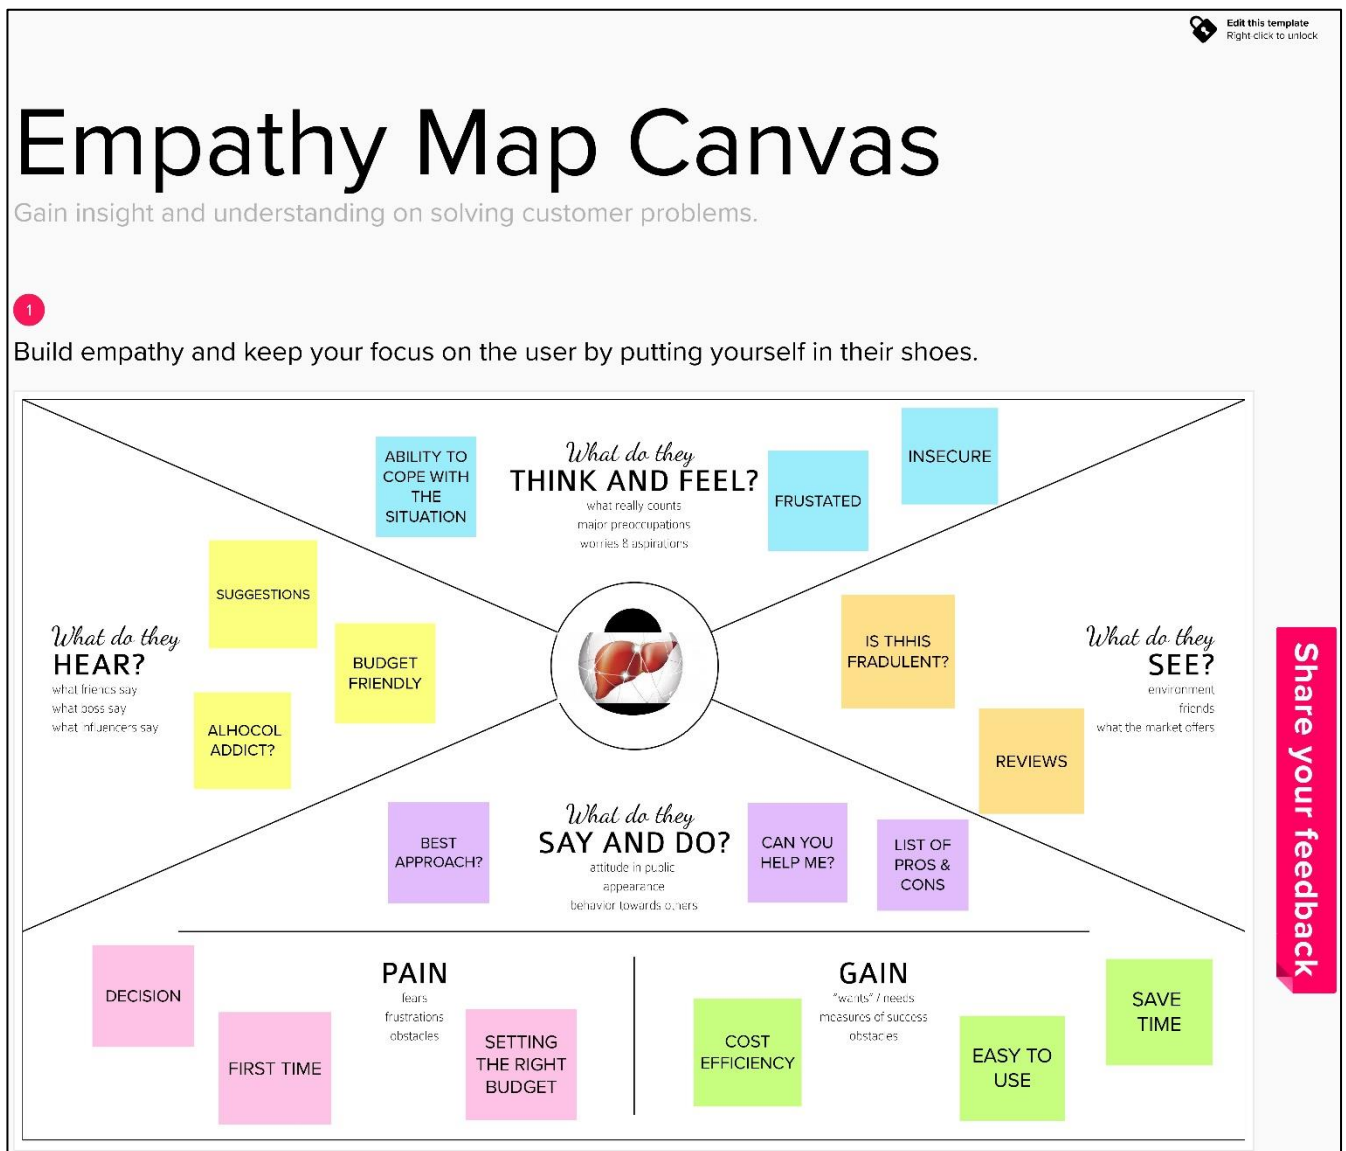 Edit this template
Right-click to unlock
Empathy Map Canvas
Gain insight and understanding on solving customer problems.
1
Build empathy and keep your focus on the user by putting yourself in their shoes.
What do they
THINK AND FEEL?
what really counts
major preoccupations
worries & aspirations
ABILITY TO
COPE WITH
THE
SITUATION
FRUSTATED
INSECURE
What do they
HEAR?
what friends say
what boss say
what influencers say
SUGGESTIONS
BUDGET
FRIENDLY
ALHOCOL
ADDICT?
What do they
SEE?
environment
friends
what the market offers
IS THHIS
FRADULENT?
REVIEWS
What do they
SAY AND DO?
attitude in public
appearance
behavior towards others
BEST
APPROACH?
CAN YOU
HELP ME?
LIST OF
PROS &
CONS
PAIN
fears
frustrations
obstacles
DECISION
FIRST TIME
SETTING
THE RIGHT
BUDGET
GAIN
"wants" / needs
measures of success
obstacles
COST
EFFICIENCY
EASY TO
USE
SAVE
TIME
Share your feedback